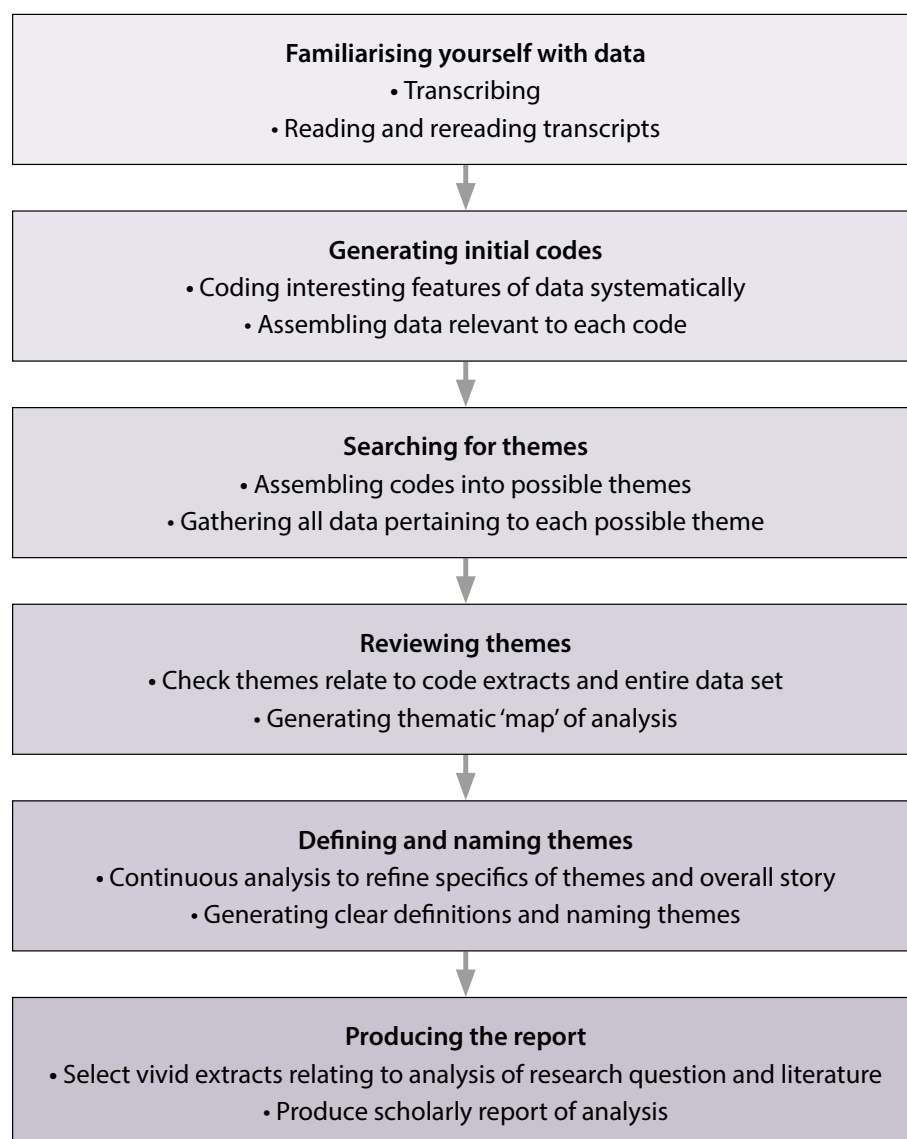 Familiarising yourself with data
• Transcribing
• Reading and rereading transcripts
Generating initial codes
• Coding interesting features of data systematically
• Assembling data relevant to each code
Searching for themes
• Assembling codes into possible themes
• Gathering all data pertaining to each possible theme
Reviewing themes
• Check themes relate to code extracts and entire data set
• Generating thematic ‘map’ of analysis
Defining and naming themes
• Continuous analysis to refine specifics of themes and overall story
• Generating clear definitions and naming themes
Producing the report
• Select vivid extracts relating to analysis of research question and literature
• Produce scholarly report of analysis